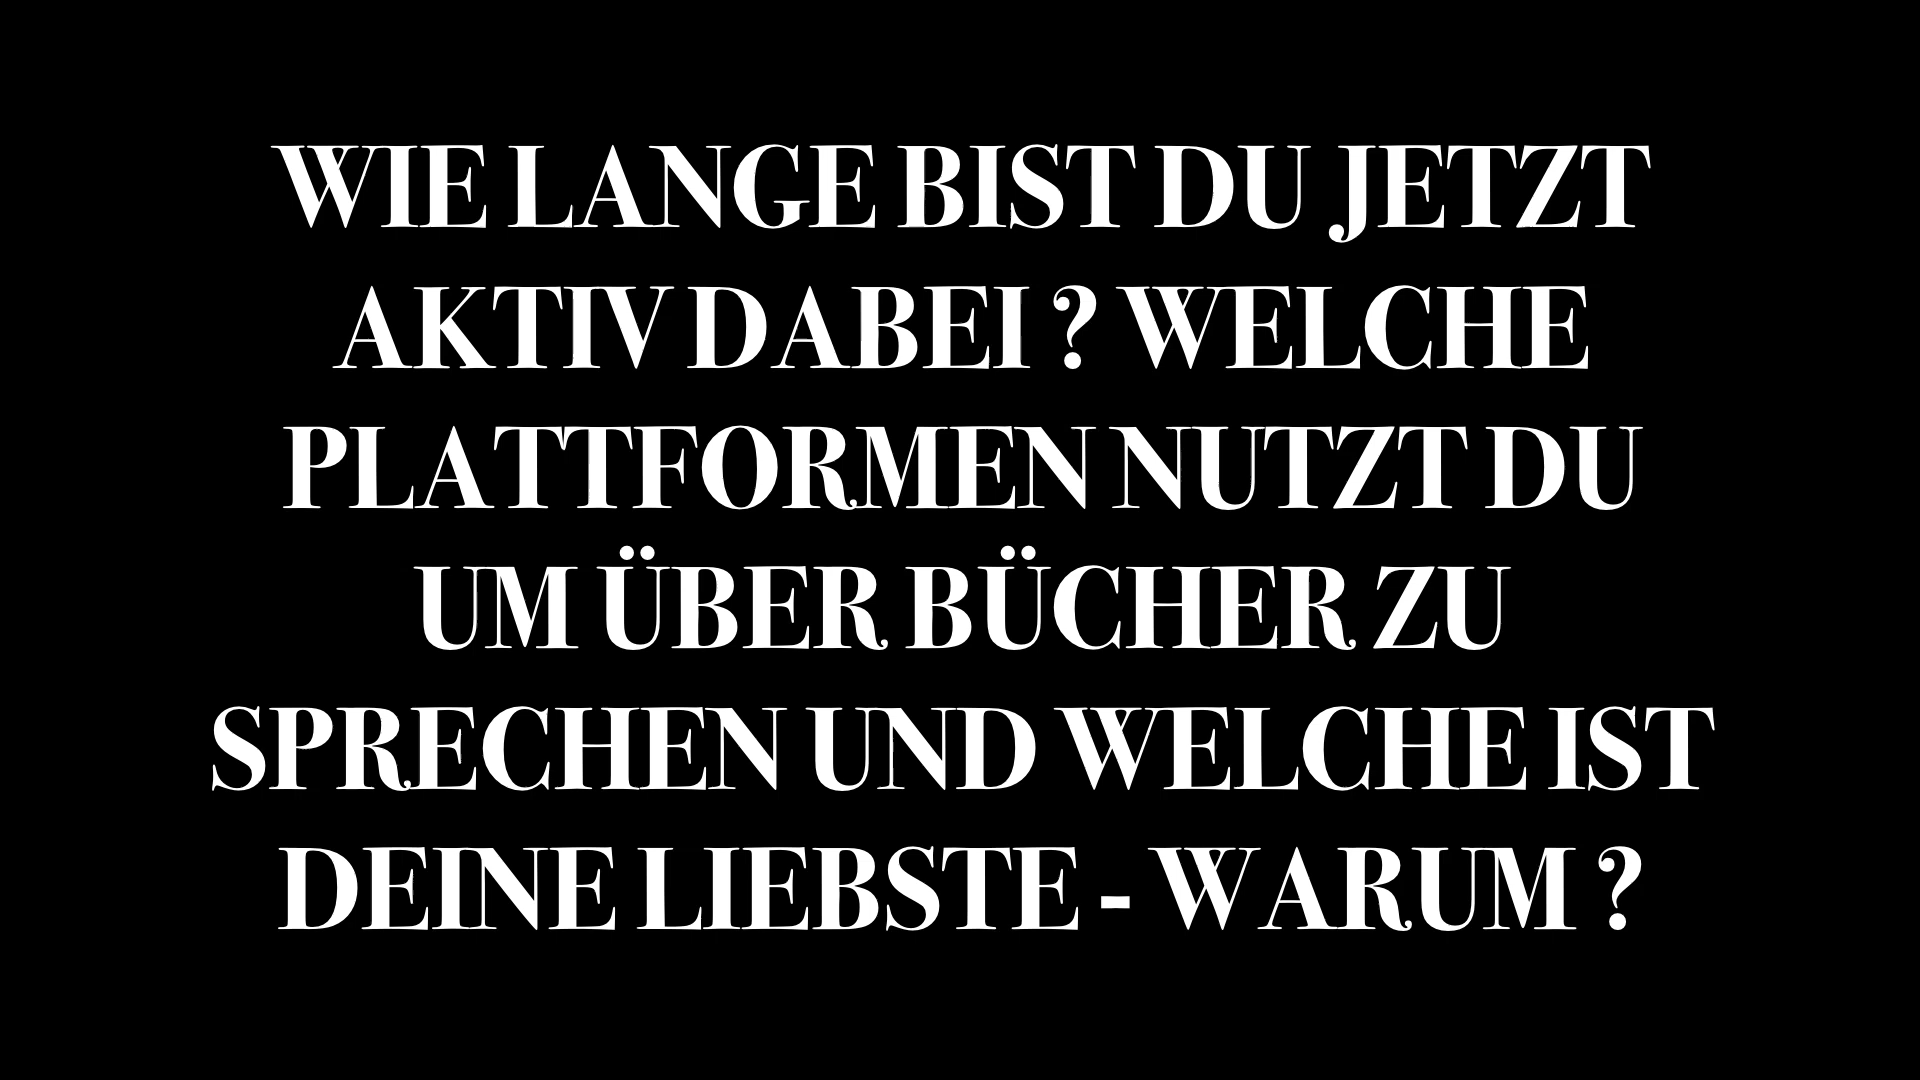 WIE LANGE BIST DU JETZT
AKTIV DABEI ? WELCHE
PLATTFORMEN NUTZT DU
UM ÜBER BÜCHER ZU
SPRECHEN UND WELCHE IST
DEINE LIEBSTE - WARUM ?